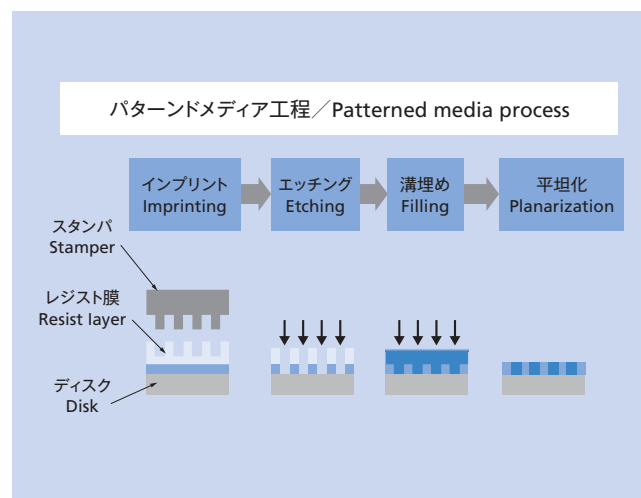 パターンドメディア工程／Patterned media process
インプリント
Imprinting
エッチング
Etching
溝埋め
Filling
平坦化
Planarization
スタンパ
Stamper
レジスト膜
Resist layer
ディスク
Disk